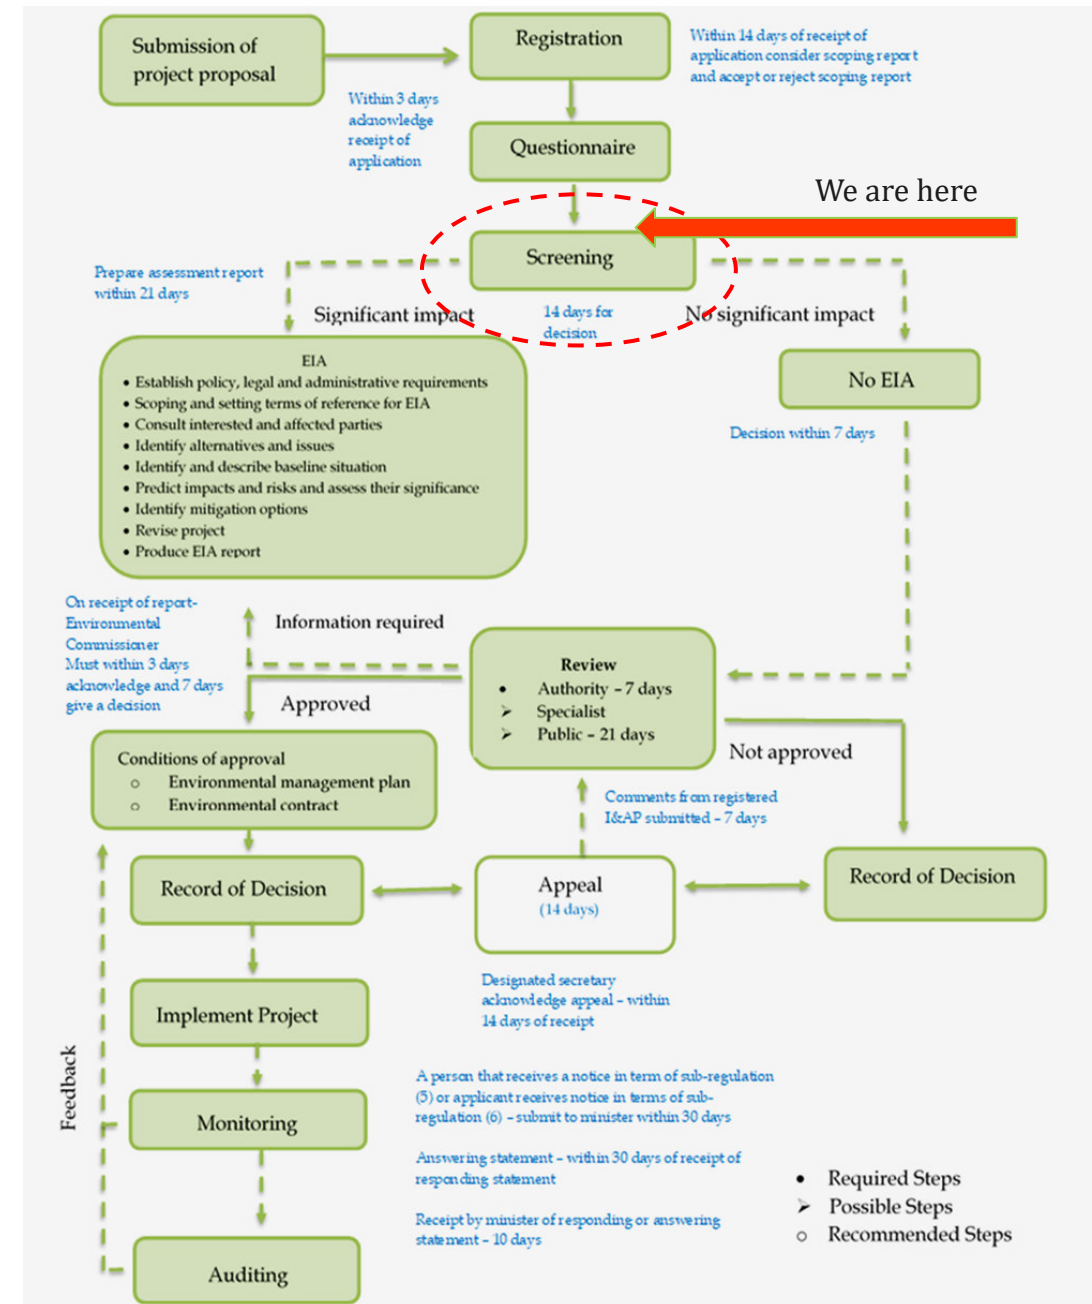 Submission of
project proposal
Registration
Within 14 days of receipt of
application consider scoping report
and accept or reject scoping report
Within 3 days
acknowledge
receipt of
application
Questionnaire
We are here
Screening
14 days for
decision
Prepare assessment report
within 21 days
Significant impact
No significant impact
EIA
• Establish policy, legal and administrative requirements
• Scoping and setting terms of reference for EIA
• Consult interested and affected parties
• Identify alternatives and issues
• Identify and describe baseline situation
• Predict impacts and risks and assess their significance
• Identify mitigation options
• Revise project
• Produce EIA report
No EIA
Decision within 7 days
On receipt of report-
Environmental
Commissioner
Must within 3 days
acknowledge and 7 days
give a decision
Information required
Approved
Review
• Authority – 7 days
➢ Specialist
➢ Public – 21 days
Not approved
Conditions of approval
o Environmental management plan
o Environmental contract
Comments from registered
I&AP submitted – 7 days
Record of Decision
Appeal
(14 days)
Record of Decision
Designated secretary
acknowledge appeal – within
14 days of receipt
Implement Project
Feedback
Monitoring
A person that receives a notice in term of sub-regulation
(5) or applicant receives notice in terms of sub-
regulation (6) – submit to minister within 30 days
Answering statement – within 30 days of receipt of
responding statement
Receipt by minister of responding or answering
statement – 10 days
Auditing
• Required Steps
➢ Possible Steps
o Recommended Steps